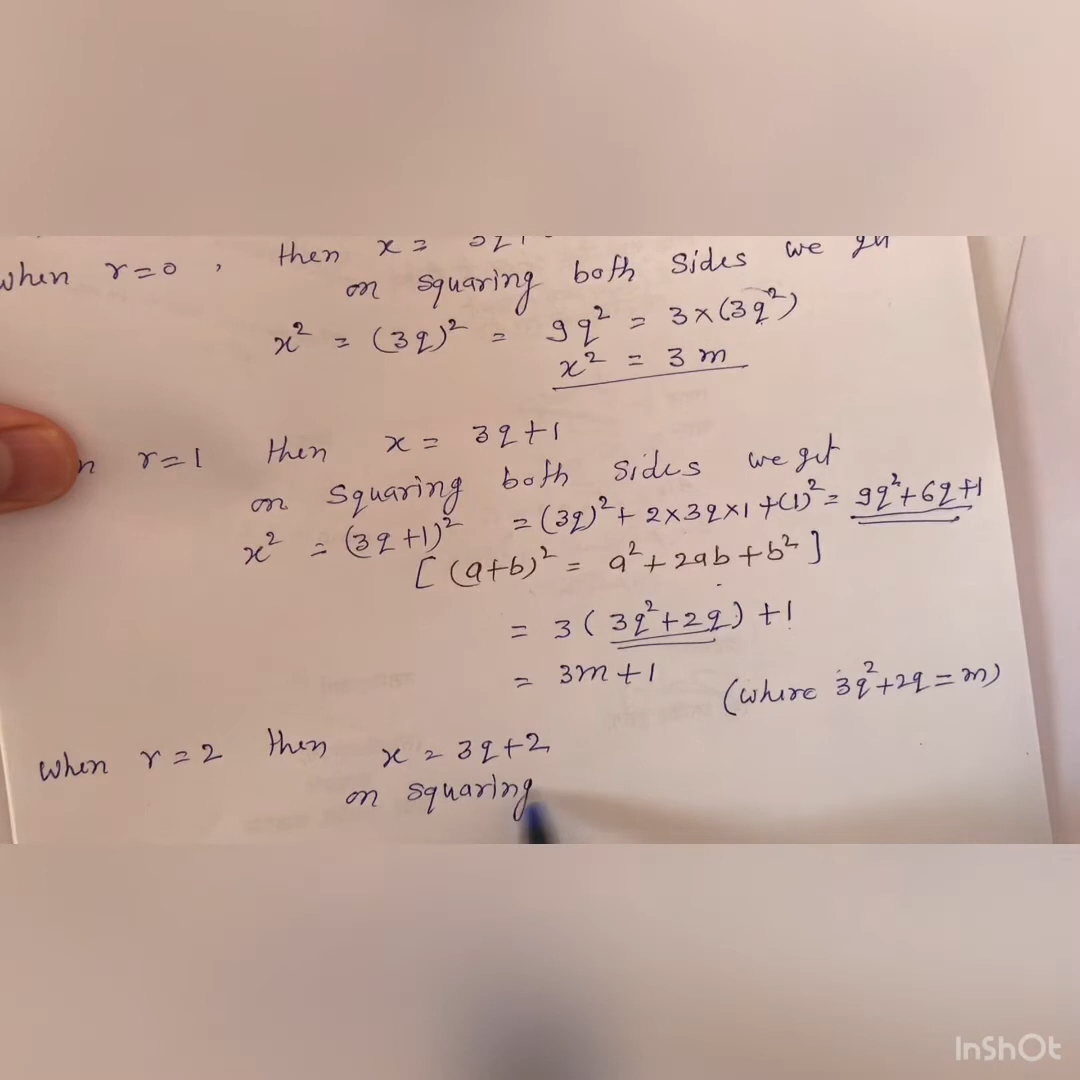 when r=0, then x =
on squaring both sides we get
x² = (3q)² = 9q² = 3×(3q²)
x² = 3m
r=1 then x = 3q+1
on squaring both sides we get
x² = (3q+1)² = (3q)² + 2×3q×1 + (1)² = 9q²+6q+1
[(a+b)² = a²+2ab+b²]
= 3(3q²+2q)+1
= 3m+1 (where 3q²+2q=m)
when r=2 then x = 3q+2
on squaring
InShOt